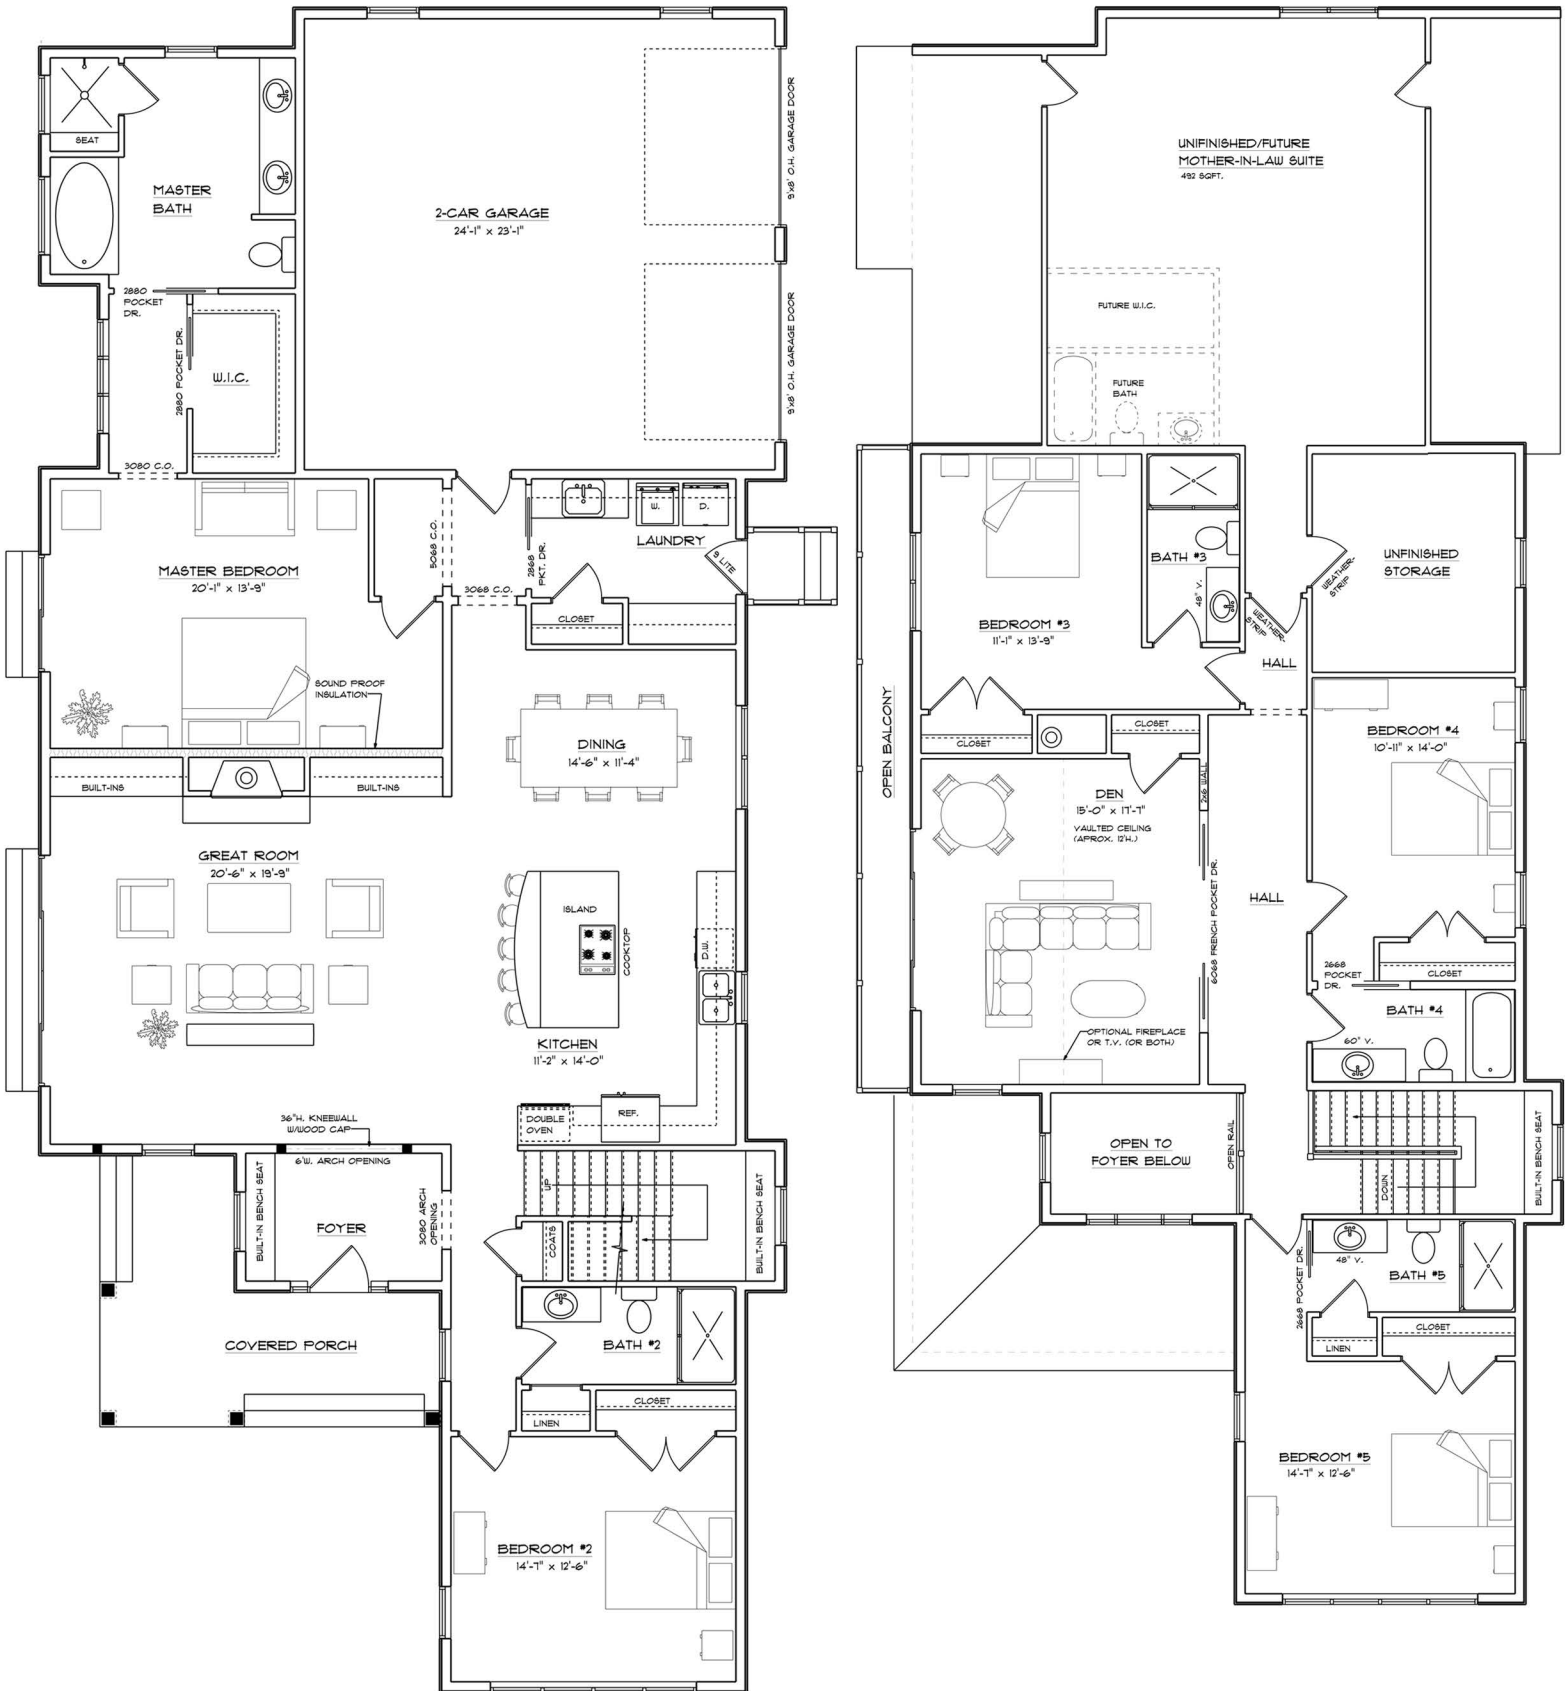 SEAT
MASTER
BATH
2-CAR GARAGE
24'-1" x 23'-1"
9'x8' O.H. GARAGE DOOR
9'x8' O.H. GARAGE DOOR
2880
POCKET
DR.
2880 POCKET DR.
W.I.C.
3080 C.O.
5068 C.O.
2868
PKT. DR.
W.
D.
LAUNDRY
9 LITE
3068 C.O.
CLOSET
MASTER BEDROOM
20'-1" x 13'-9"
SOUND PROOF
INSULATION
BUILT-INS
BUILT-INS
DINING
14'-6" x 11'-4"
GREAT ROOM
20'-6" x 19'-9"
ISLAND
COOKTOP
D.W.
KITCHEN
11'-2" x 14'-0"
DOUBLE
OVEN
REF.
36"H. KNEEWALL
W/WOOD CAP
6'W. ARCH OPENING
BUILT-IN BENCH SEAT
FOYER
3080 ARCH
OPENING
UP
COATS
BUILT-IN BENCH SEAT
COVERED PORCH
BATH #2
LINEN
CLOSET
BEDROOM #2
14'-7" x 12'-6"
UNIFINISHED/FUTURE
MOTHER-IN-LAW SUITE
492 SQFT.
FUTURE W.I.C.
FUTURE
BATH
BATH #3
48" V.
WEATHER-
STRIP
UNFINISHED
STORAGE
WEATHER-
STRIP
BEDROOM #3
11'-1" x 13'-9"
HALL
OPEN BALCONY
CLOSET
CLOSET
BEDROOM #4
10'-11" x 14'-0"
DEN
15'-0" x 17'-7"
VAULTED CEILING
(APROX. 12'H.)
2x6 WALL
6068 FRENCH POCKET DR.
HALL
2668
POCKET
DR.
CLOSET
BATH #4
60" V.
OPTIONAL FIREPLACE
OR T.V. (OR BOTH)
OPEN TO
FOYER BELOW
OPEN RAIL
DOWN
BUILT-IN BENCH SEAT
2668 POCKET DR.
48" V.
BATH #5
LINEN
CLOSET
BEDROOM #5
14'-7" x 12'-6"